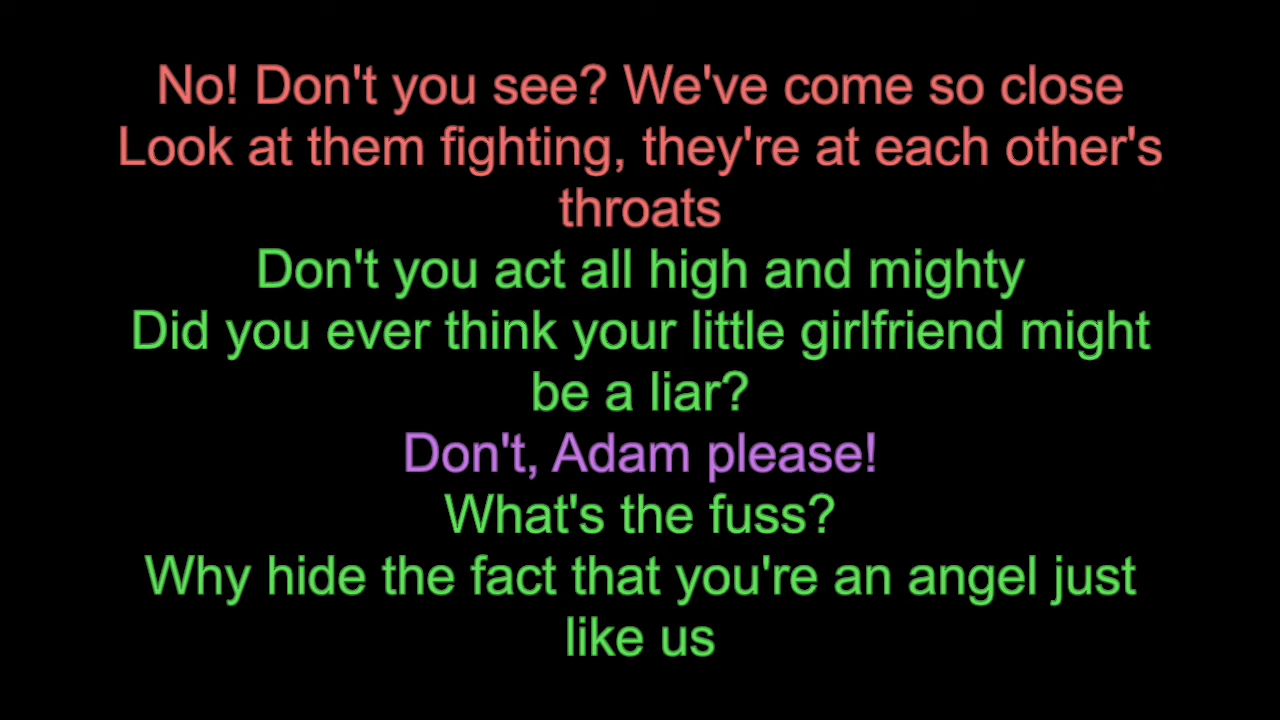 No! Don't you see? We've come so close
Look at them fighting, they're at each other's
throats
Don't you act all high and mighty
Did you ever think your little girlfriend might
be a liar?
Don't, Adam please!
What's the fuss?
Why hide the fact that you're an angel just
like us